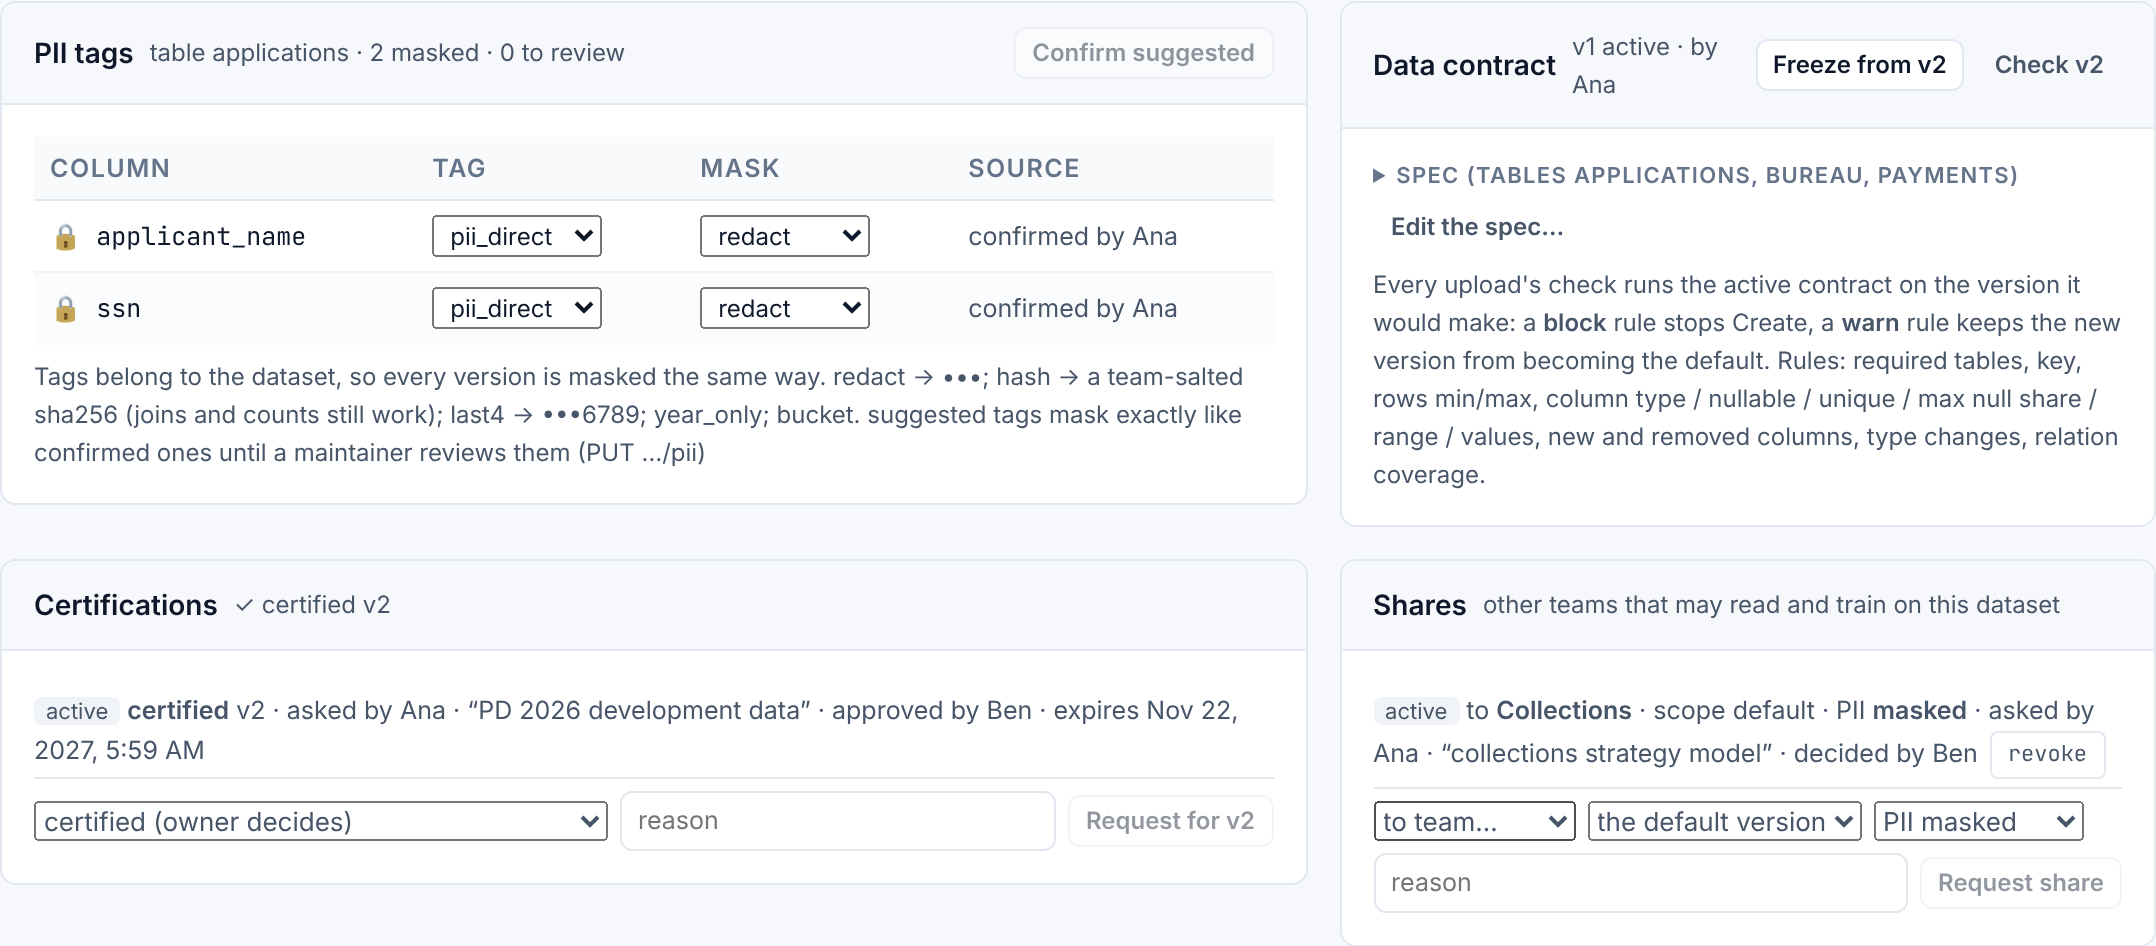 PII tags table applications · 2 masked · 0 to review Confirm suggested
COLUMN TAG MASK SOURCE
applicant_name pii_direct redact confirmed by Ana
ssn pii_direct redact confirmed by Ana
Tags belong to the dataset, so every version is masked the same way. redact → •••; hash → a team-salted
sha256 (joins and counts still work); last4 → •••6789; year_only; bucket. suggested tags mask exactly like
confirmed ones until a maintainer reviews them (PUT .../pii)
Data contract v1 active · by
Ana
Freeze from v2 Check v2
SPEC (TABLES APPLICATIONS, BUREAU, PAYMENTS)
Edit the spec...
Every upload's check runs the active contract on the version it
would make: a block rule stops Create, a warn rule keeps the new
version from becoming the default. Rules: required tables, key,
rows min/max, column type / nullable / unique / max null share /
range / values, new and removed columns, type changes, relation
coverage.
Certifications ✓ certified v2
active certified v2 · asked by Ana · “PD 2026 development data” · approved by Ben · expires Nov 22,
2027, 5:59 AM
certified (owner decides) reason Request for v2
Shares other teams that may read and train on this dataset
active to Collections · scope default · PII masked · asked by
Ana · “collections strategy model” · decided by Ben revoke
to team... the default version PII masked
reason Request share